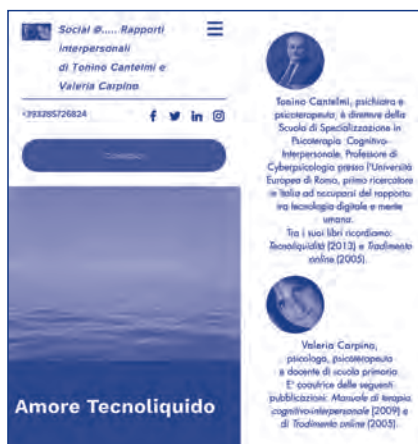 Social @..... Rapporti
interpersonali
di Tonino Cantelmi e
Valeria Carpino
+393285726824
Amore Tecnoliquido
Tonino Cantelmi, psichiatra e
psicoterapeuta, è direttore della
Scuola di Specializzazione in
Psicoterapia Cognitivo-
Interpersonale, Professore di
Cyberpsicologia presso l'Università
Europea di Roma, primo ricercatore
in Italia ad occuparsi del rapporto
tra tecnologia digitale e mente
umana.
Tra i suoi libri ricordiamo:
Tecnoliquidità (2013) e Tradimento
online (2005).
Valeria Carpino,
psicologa, psicoterapeuta
e docente di scuola primaria
E' coautrice delle seguenti
pubblicazioni: Manuale di terapia
cognitivo-interpersonale (2009) e
di Tradimento online (2005).